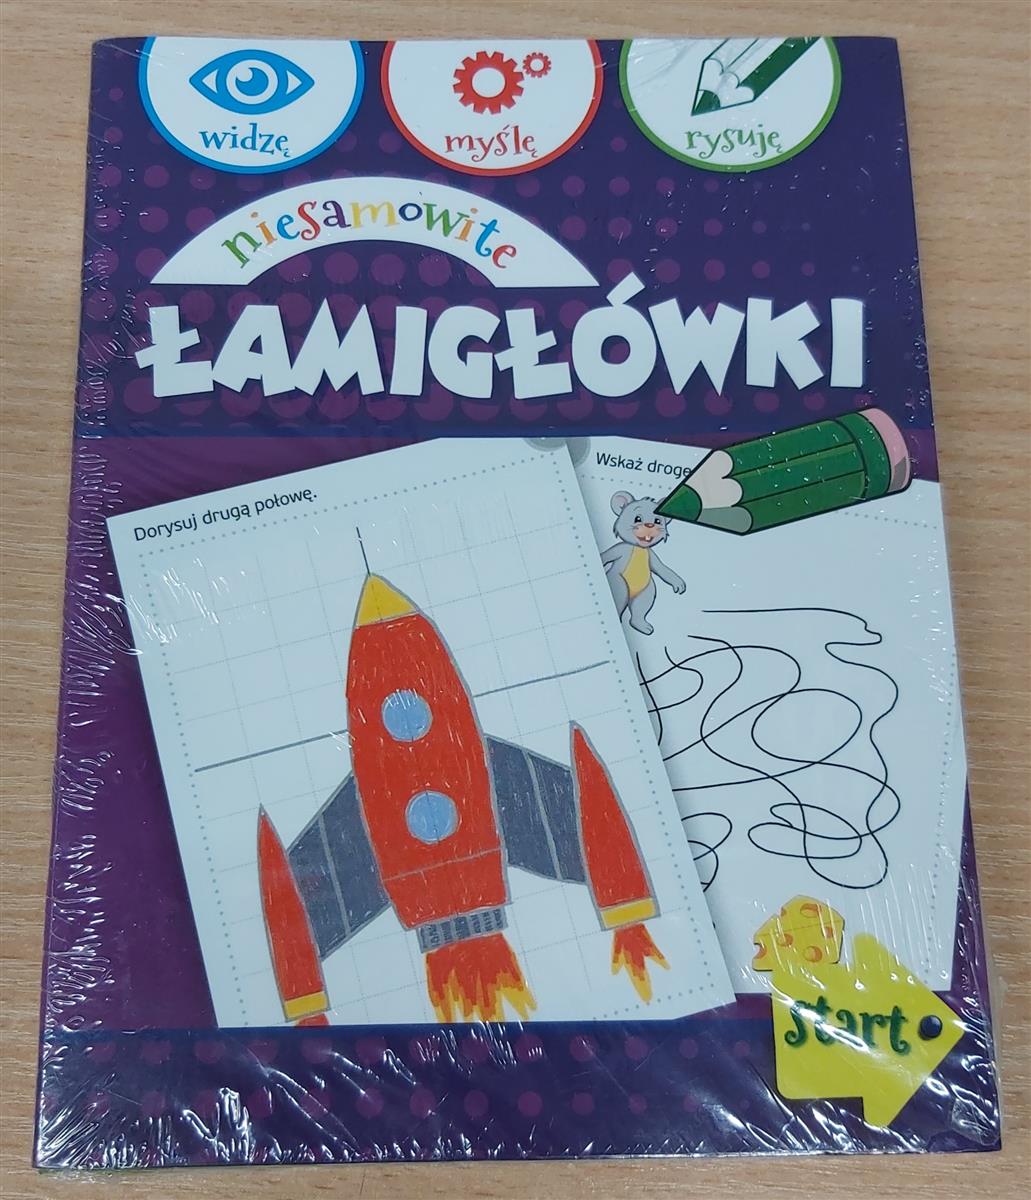 widzę
myślę
rysuję
niesamowite
ŁAMIGŁÓWKI
Dorysuj drugą połowę.
Wskaż drogę
start